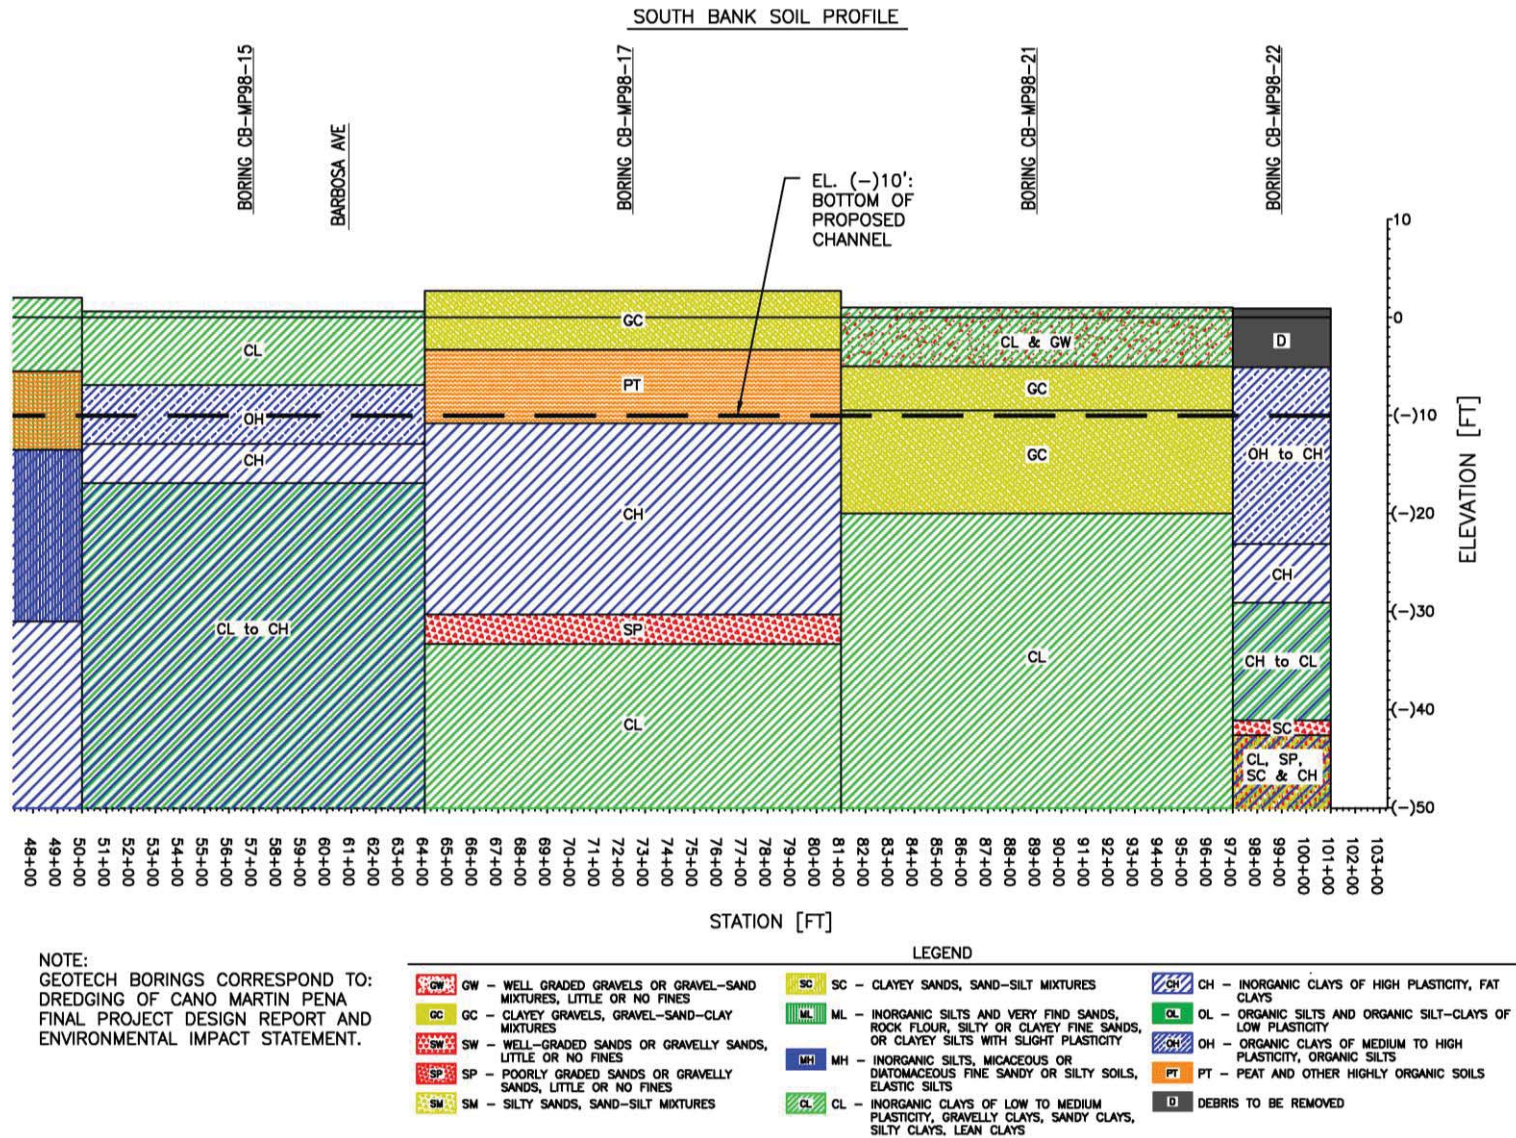 SOUTH BANK SOIL PROFILE
BORING CB-MP98-15
BARBOSA AVE
BORING CB-MP98-17
BORING CB-MP98-21
BORING CB-MP98-22
EL. (-)10':
BOTTOM OF
PROPOSED
CHANNEL
CL
OH
CH
CL to CH
GC
PT
CH
SP
CL
CL & GW
GC
GC
CL
D
OH to CH
CH
CH to CL
SC
CL, SP,
SC & CH
10
0
(-)10
(-)20
(-)30
(-)40
(-)50
ELEVATION [FT]
48+00
49+00
50+00
51+00
52+00
53+00
54+00
55+00
56+00
57+00
58+00
59+00
60+00
61+00
62+00
63+00
64+00
65+00
66+00
67+00
68+00
69+00
70+00
71+00
72+00
73+00
74+00
75+00
76+00
77+00
78+00
79+00
80+00
81+00
82+00
83+00
84+00
85+00
86+00
87+00
88+00
89+00
90+00
91+00
92+00
93+00
94+00
95+00
96+00
97+00
98+00
99+00
100+00
101+00
102+00
103+00
STATION [FT]
NOTE:
GEOTECH BORINGS CORRESPOND TO:
DREDGING OF CANO MARTIN PENA
FINAL PROJECT DESIGN REPORT AND
ENVIRONMENTAL IMPACT STATEMENT.
LEGEND
GW GW - WELL GRADED GRAVELS OR GRAVEL-SAND
MIXTURES, LITTLE OR NO FINES
GC GC - CLAYEY GRAVELS, GRAVEL-SAND-CLAY
MIXTURES
SW SW - WELL-GRADED SANDS OR GRAVELLY SANDS,
LITTLE OR NO FINES
SP SP - POORLY GRADED SANDS OR GRAVELLY
SANDS, LITTLE OR NO FINES
SM SM - SILTY SANDS, SAND-SILT MIXTURES
SC SC - CLAYEY SANDS, SAND-SILT MIXTURES
ML ML - INORGANIC SILTS AND VERY FIND SANDS,
ROCK FLOUR, SILTY OR CLAYEY FINE SANDS,
OR CLAYEY SILTS WITH SLIGHT PLASTICITY
MH MH - INORGANIC SILTS, MICACEOUS OR
DIATOMACEOUS FINE SANDY OR SILTY SOILS,
ELASTIC SILTS
CL CL - INORGANIC CLAYS OF LOW TO MEDIUM
PLASTICITY, GRAVELLY CLAYS, SANDY CLAYS,
SILTY CLAYS, LEAN CLAYS
CH CH - INORGANIC CLAYS OF HIGH PLASTICITY, FAT
CLAYS
OL OL - ORGANIC SILTS AND ORGANIC SILT-CLAYS OF
LOW PLASTICITY
OH OH - ORGANIC CLAYS OF MEDIUM TO HIGH
PLASTICITY, ORGANIC SILTS
PT PT - PEAT AND OTHER HIGHLY ORGANIC SOILS
D DEBRIS TO BE REMOVED